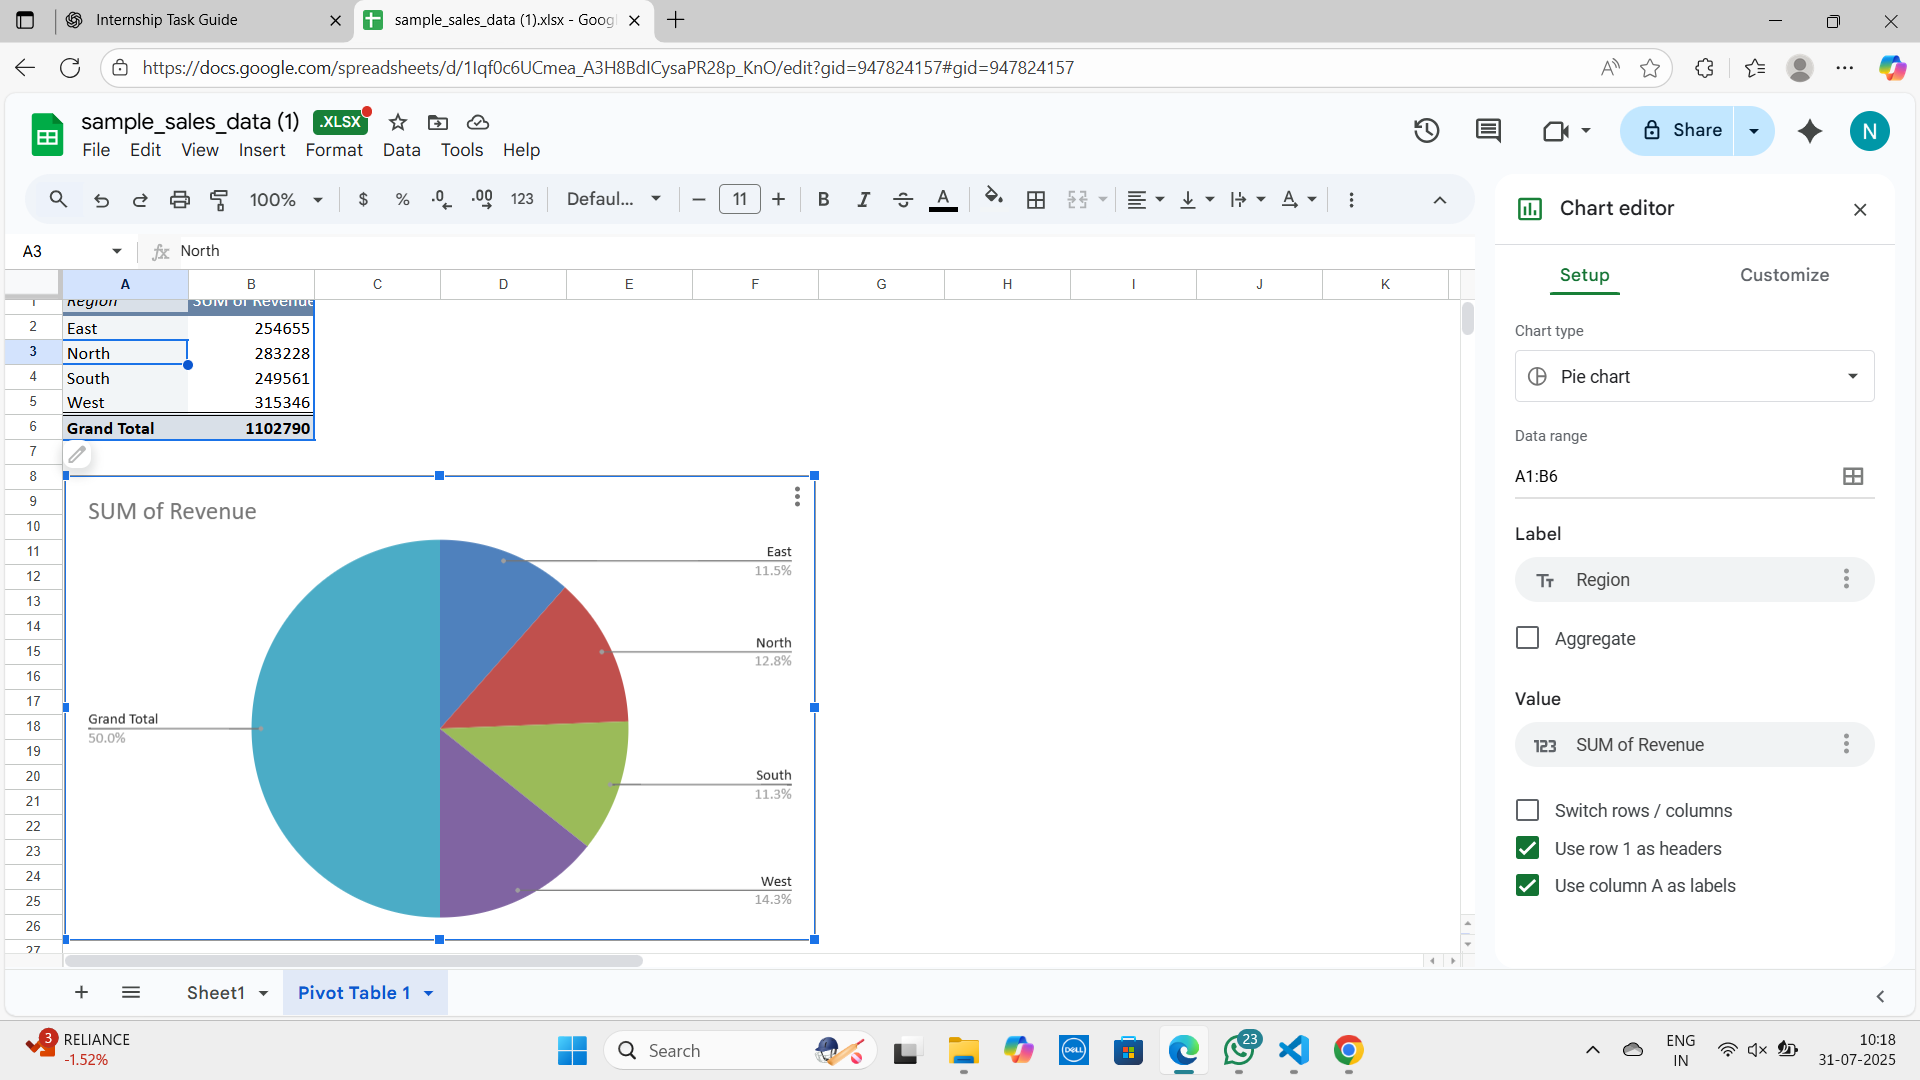 Internship Task Guide
sample_sales_data (1).xlsx - Goog
https://docs.google.com/spreadsheets/d/1Iqf0c6UCmea_A3H8BdICysaPR28p_KnO/edit?gid=947824157#gid=947824157
sample_sales_data (1) .XLSX
File Edit View Insert Format Data Tools Help
Share
N
100% $ % .0 .00 123 Defaul... 11 B I S A
A3 fx North
A B C D E F G H I J K
1 Region SUM of Revenue
2 East 254655
3 North 283228
4 South 249561
5 West 315346
6 Grand Total 1102790
7
8
9
10
11
12
13
14
15
16
17
18
19
20
21
22
23
24
25
26
27
SUM of Revenue
East
11.5%
North
12.8%
Grand Total
50.0%
South
11.3%
West
14.3%
Chart editor
Setup Customize
Chart type
Pie chart
Data range
A1:B6
Label
Tт Region
Aggregate
Value
123 SUM of Revenue
Switch rows / columns
Use row 1 as headers
Use column A as labels
Sheet1 Pivot Table 1
3 RELIANCE
-1.52%
Search
DELL
23
ENG
IN
10:18
31-07-2025